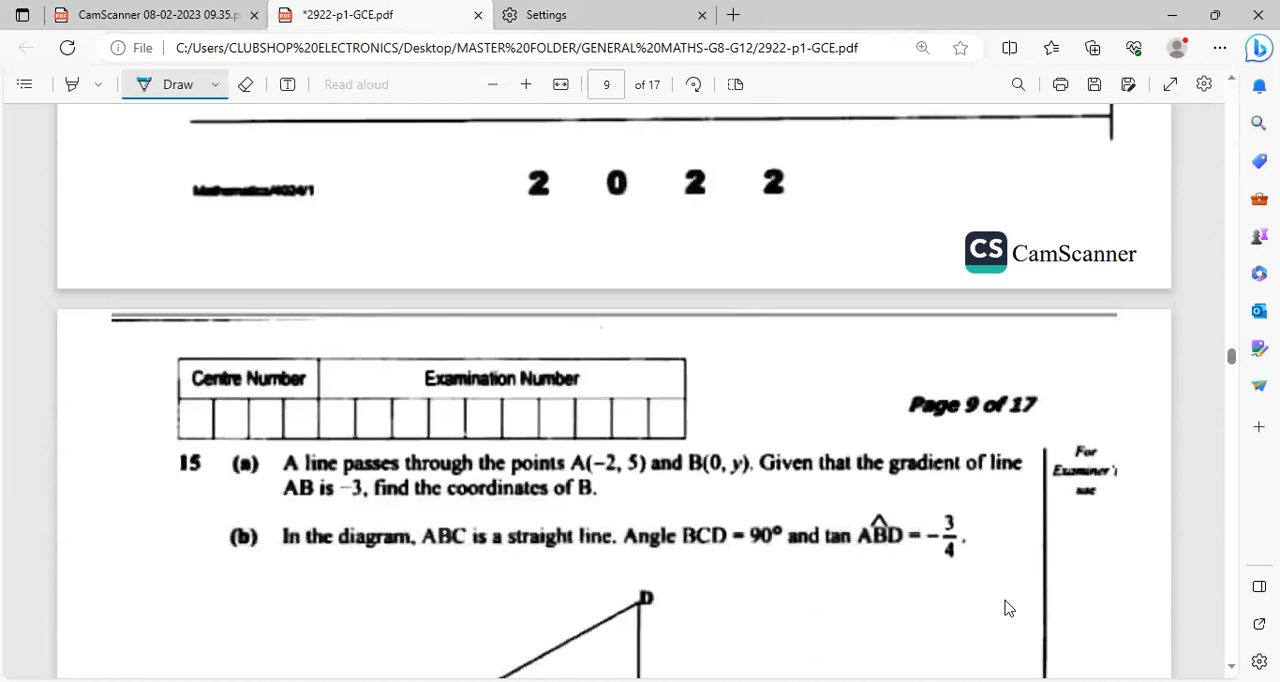 CamScanner 08-02-2023 09.35.p
*2922-p1-GCE.pdf
Settings
File
C:/Users/CLUBSHOP%20ELECTRONICS/Desktop/MASTER%20FOLDER/GENERAL%20MATHS-G8-G12/2922-p1-GCE.pdf
Draw
Read aloud
9 of 17
Mathematics/4024/1
2 0 2 2
CS CamScanner
Centre Number
Examination Number
Page 9 of 17
15 (a) A line passes through the points A(−2, 5) and B(0, y). Given that the gradient of line
AB is −3, find the coordinates of B.
For
Examiner's
use
(b) In the diagram, ABC is a straight line. Angle BCD = 90° and tan AB̂D = −3/4.
D